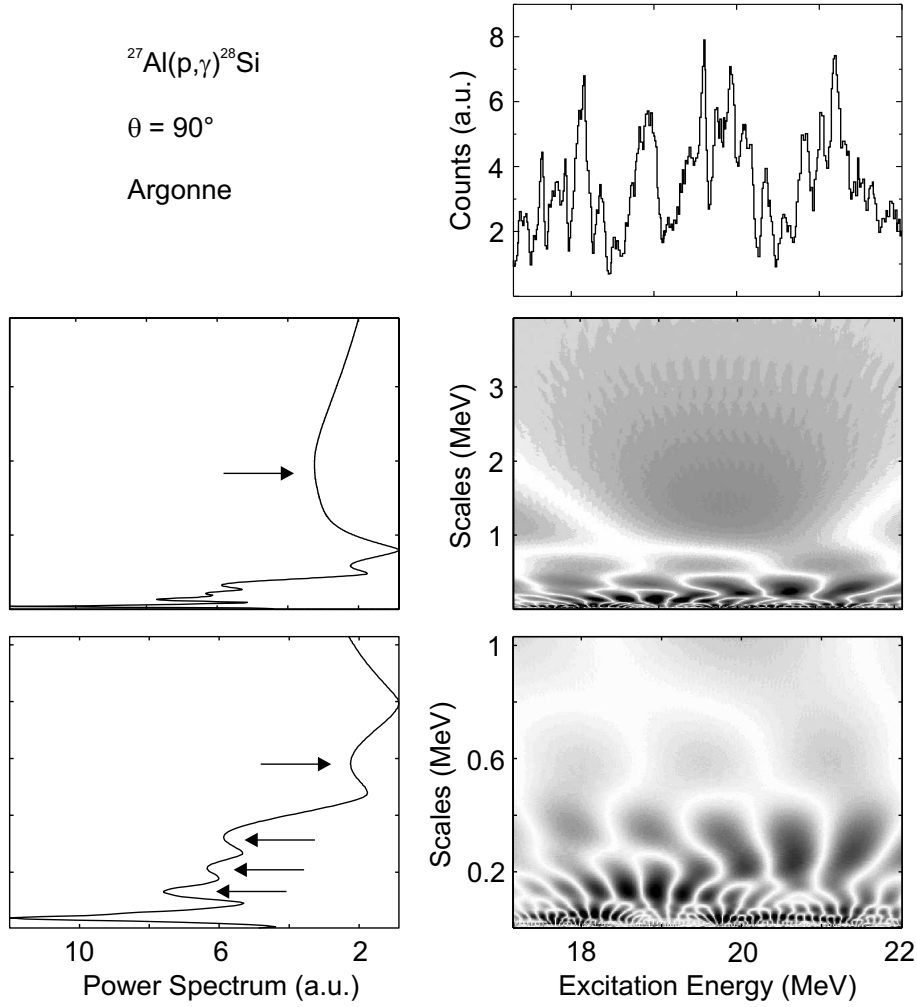 ²⁷Al(p,γ)²⁸Si
θ = 90°
Argonne
Counts (a.u.)
8
6
4
2
Scales (MeV)
3
2
1
Scales (MeV)
1
0.6
0.2
10
6
2
Power Spectrum (a.u.)
18
20
22
Excitation Energy (MeV)